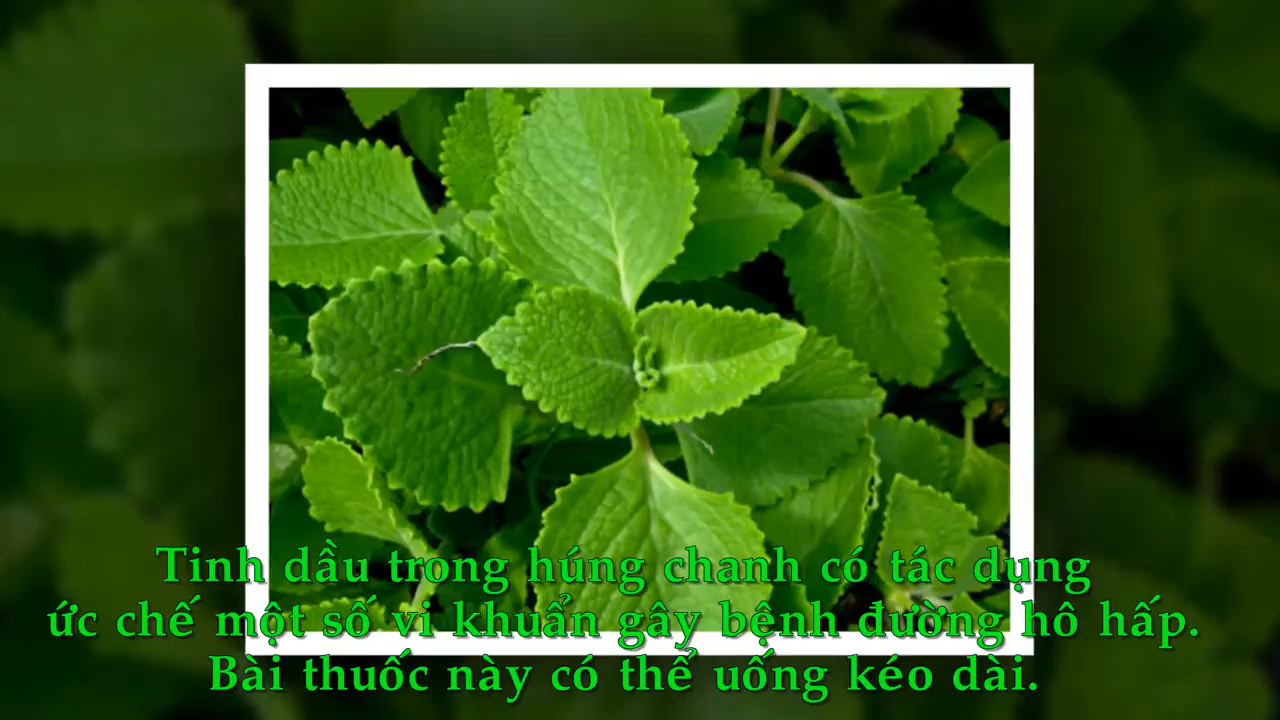 Tinh dầu trong húng chanh có tác dụng
ức chế một số vi khuẩn gây bệnh đường hô hấp.
Bài thuốc này có thể uống kéo dài.